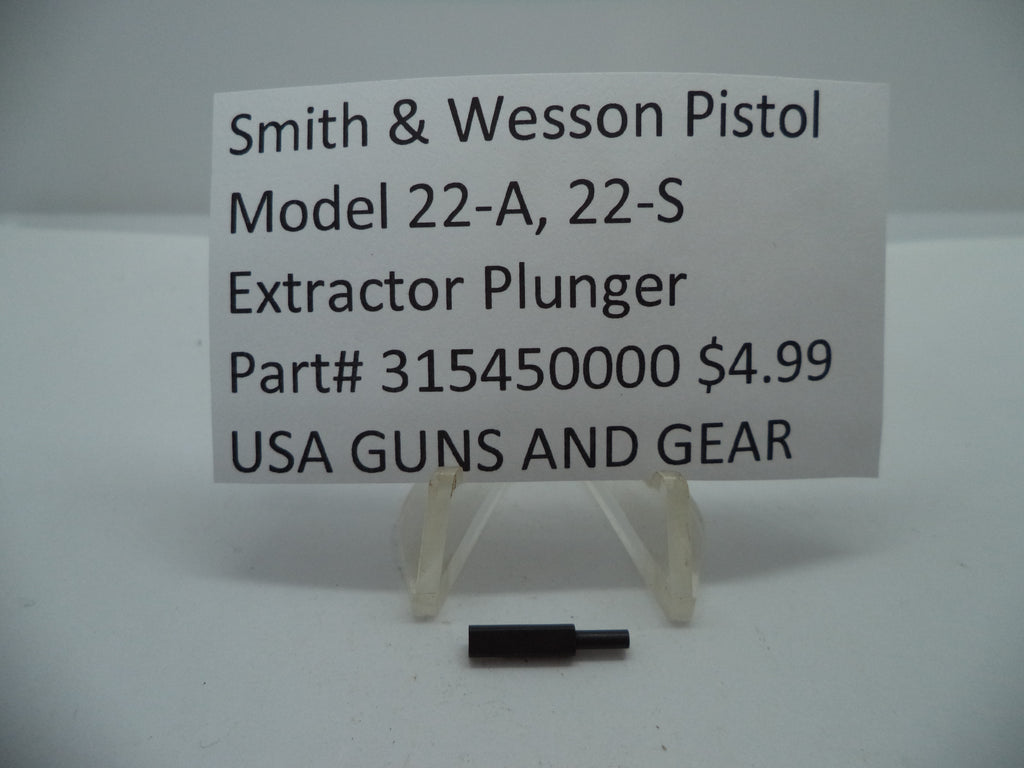 Smith & Wesson Pistol
Model 22-A, 22-S
Extractor Plunger
Part# 315450000 $4.99
USA GUNS AND GEAR